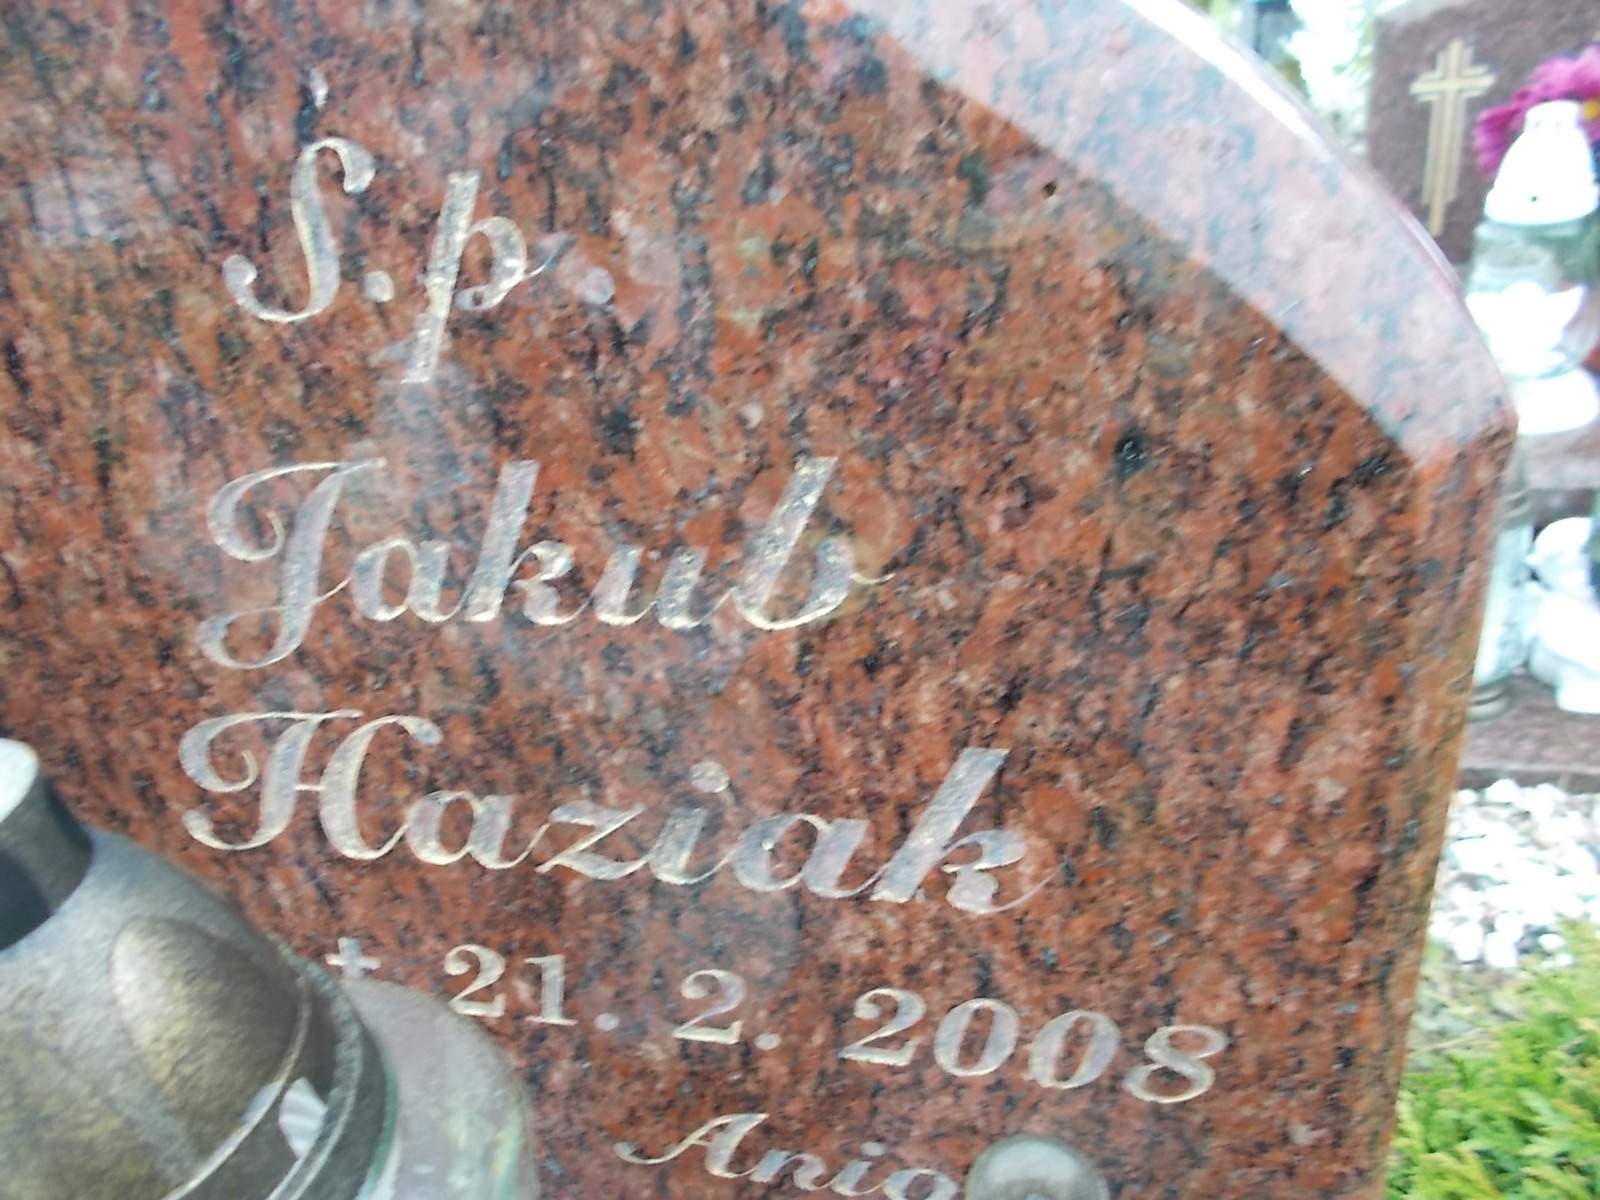 Ś.p.
Jakub
Haziak
+ 21. 2. 2008